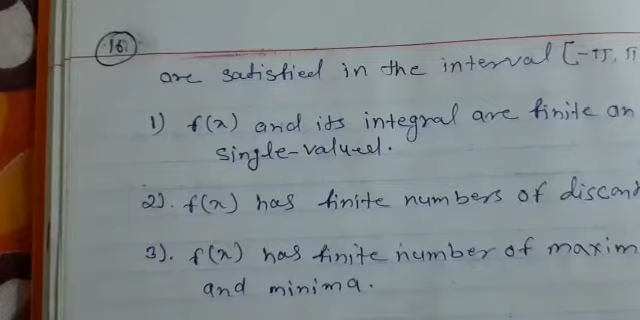 16
are satisfied in the interval [-π, π
1) f(x) and its integral are finite an
single-valued.
2). f(x) has finite numbers of discon
3). f(x) has finite number of maxim
and minima.